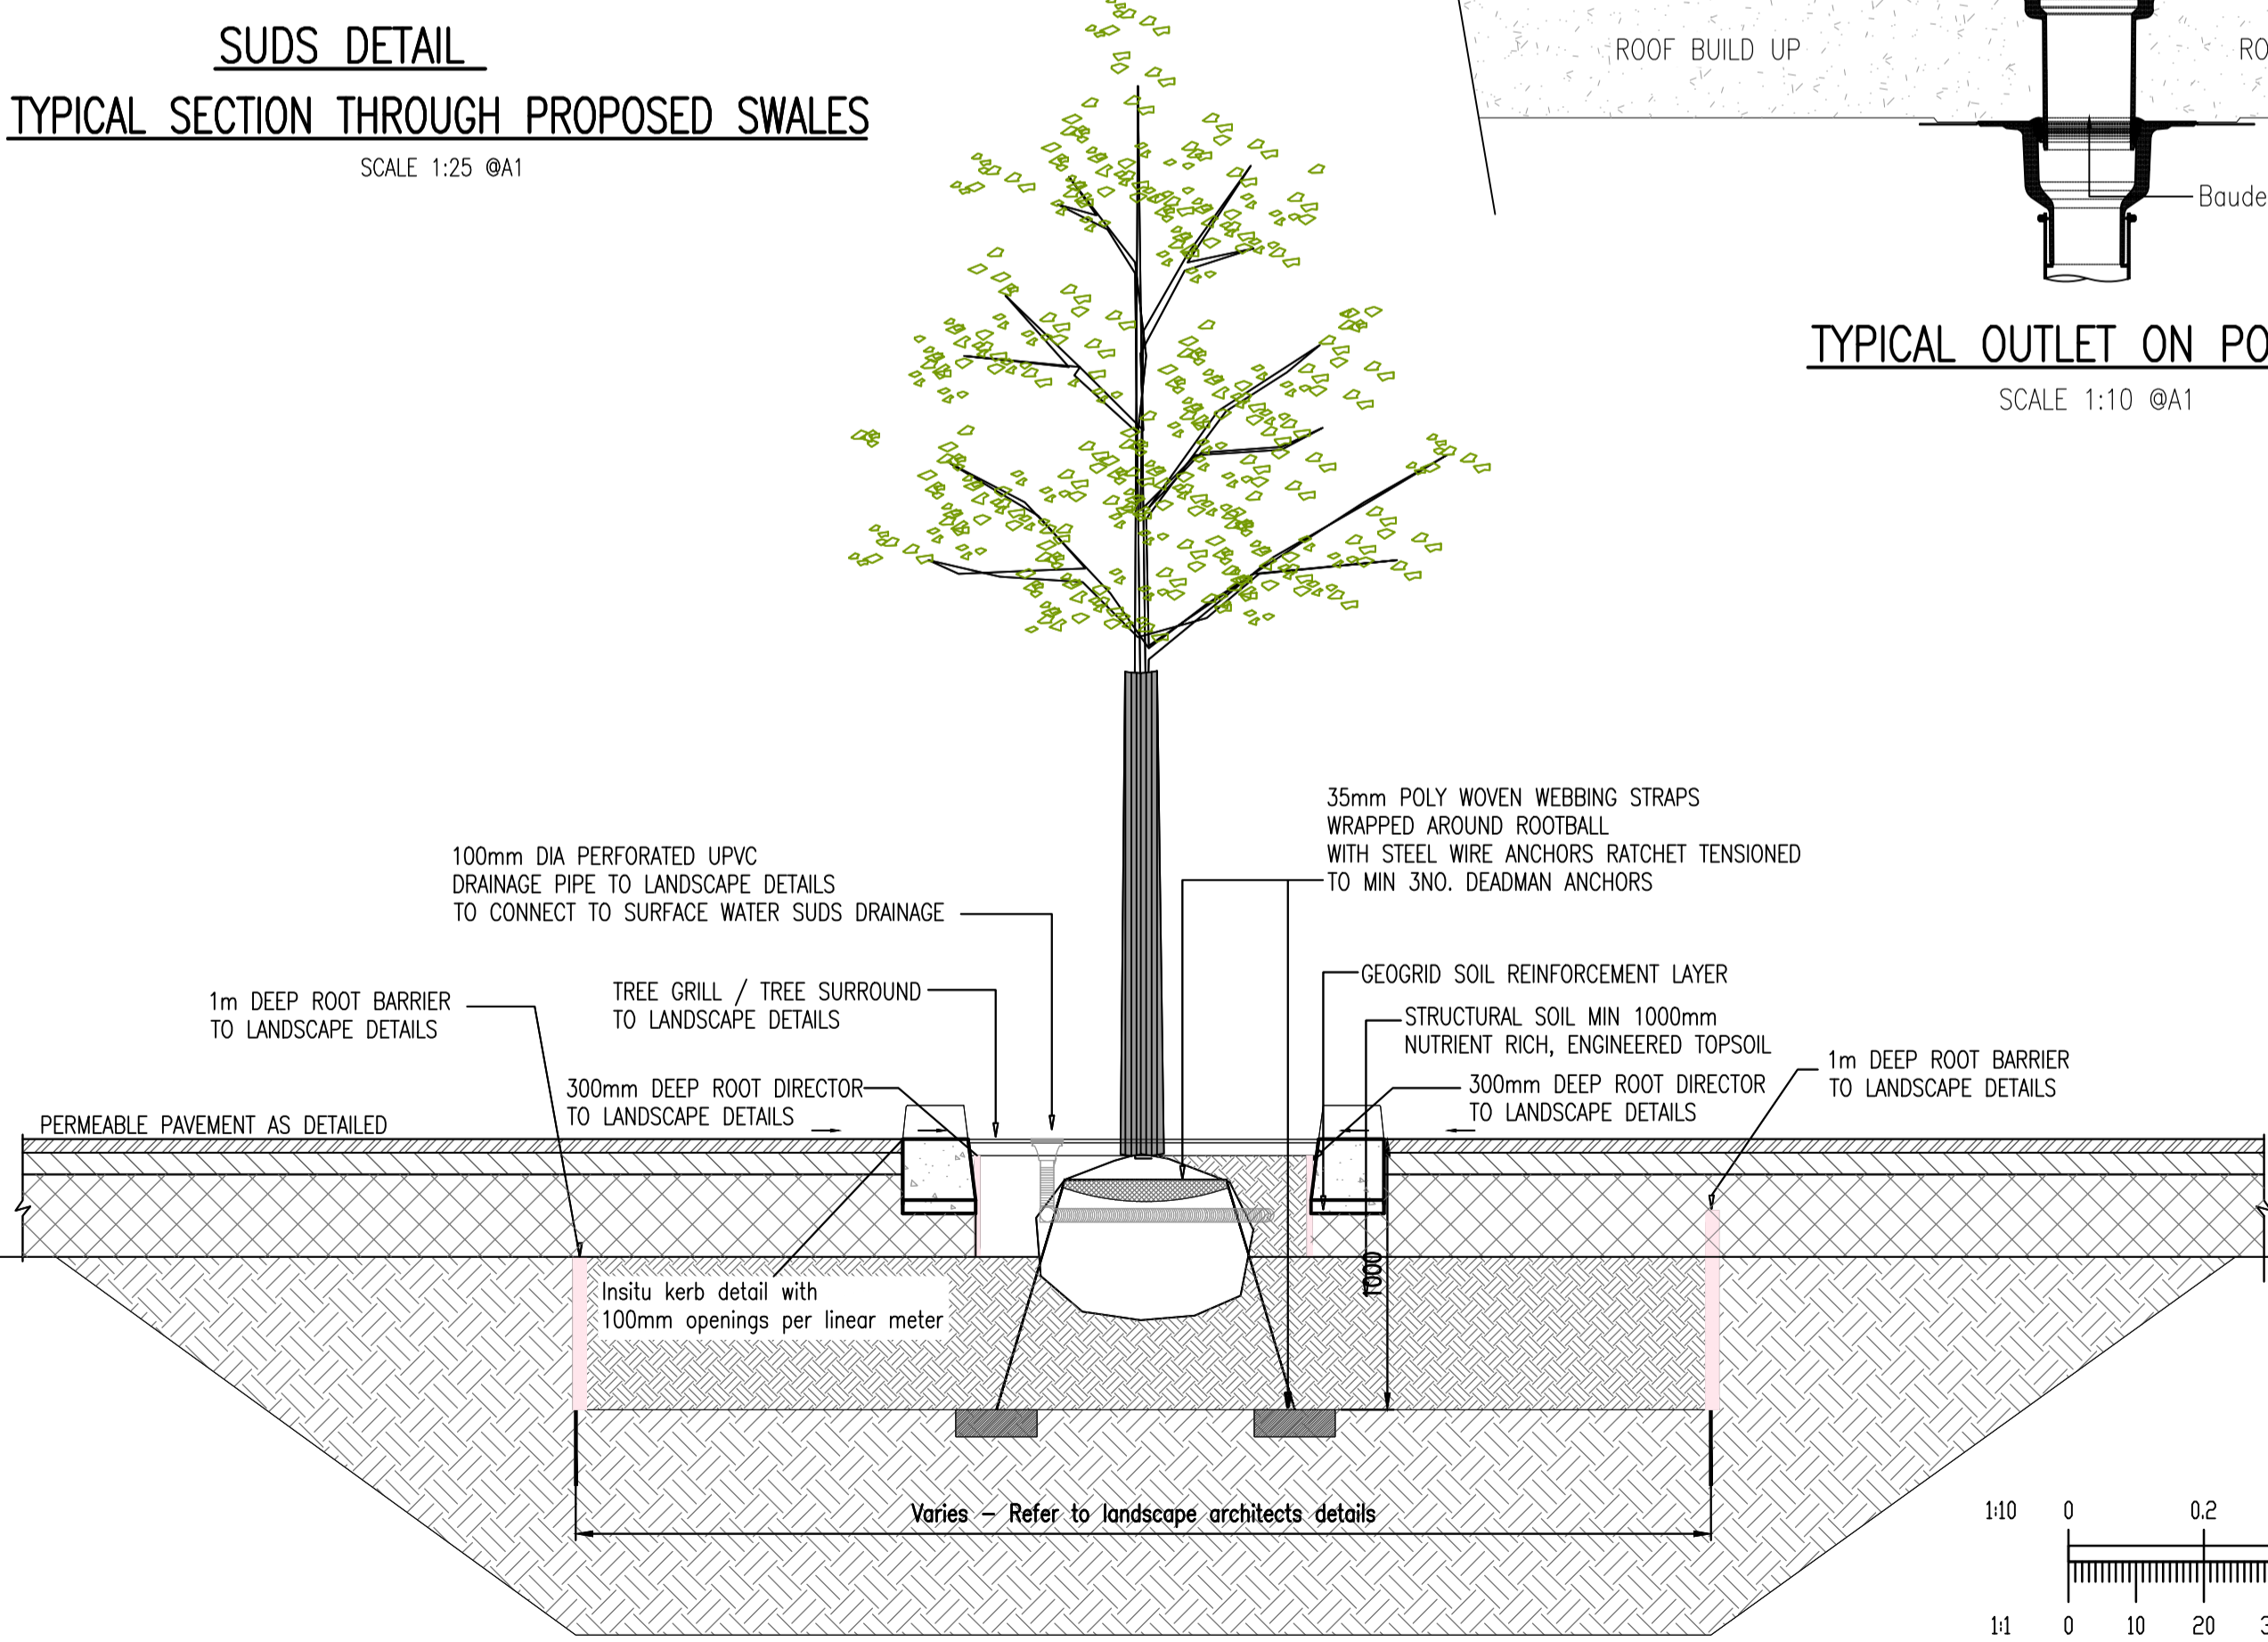 SUDS DETAIL
TYPICAL SECTION THROUGH PROPOSED SWALES
SCALE 1:25 @A1
ROOF BUILD UP
RO
Baude
TYPICAL OUTLET ON PO
SCALE 1:10 @A1
35mm POLY WOVEN WEBBING STRAPS
WRAPPED AROUND ROOTBALL
WITH STEEL WIRE ANCHORS RATCHET TENSIONED
TO MIN 3NO. DEADMAN ANCHORS
100mm DIA PERFORATED UPVC
DRAINAGE PIPE TO LANDSCAPE DETAILS
TO CONNECT TO SURFACE WATER SUDS DRAINAGE
1m DEEP ROOT BARRIER
TO LANDSCAPE DETAILS
TREE GRILL / TREE SURROUND
TO LANDSCAPE DETAILS
GEOGRID SOIL REINFORCEMENT LAYER
STRUCTURAL SOIL MIN 1000mm
NUTRIENT RICH, ENGINEERED TOPSOIL
300mm DEEP ROOT DIRECTOR
TO LANDSCAPE DETAILS
300mm DEEP ROOT DIRECTOR
TO LANDSCAPE DETAILS
1m DEEP ROOT BARRIER
TO LANDSCAPE DETAILS
PERMEABLE PAVEMENT AS DETAILED
1000
Insitu kerb detail with
100mm openings per linear meter
Varies – Refer to landscape architects details
1:10 0 0.2
1:1 0 10 20